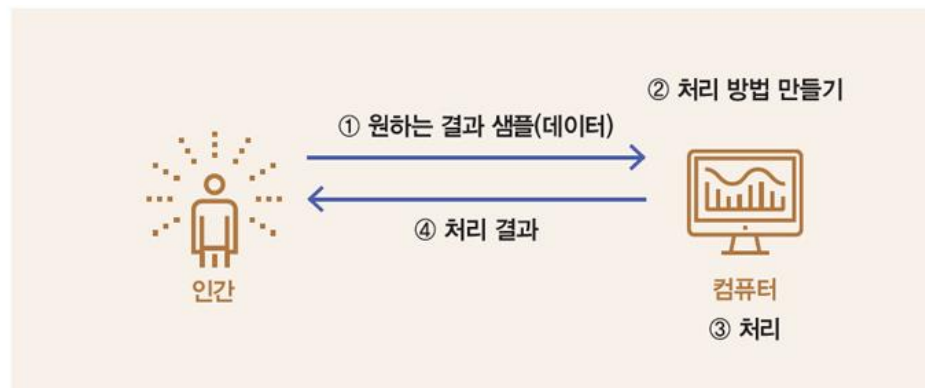 ② 처리 방법 만들기
① 원하는 결과 샘플(데이터)
④ 처리 결과
인간
컴퓨터
③ 처리